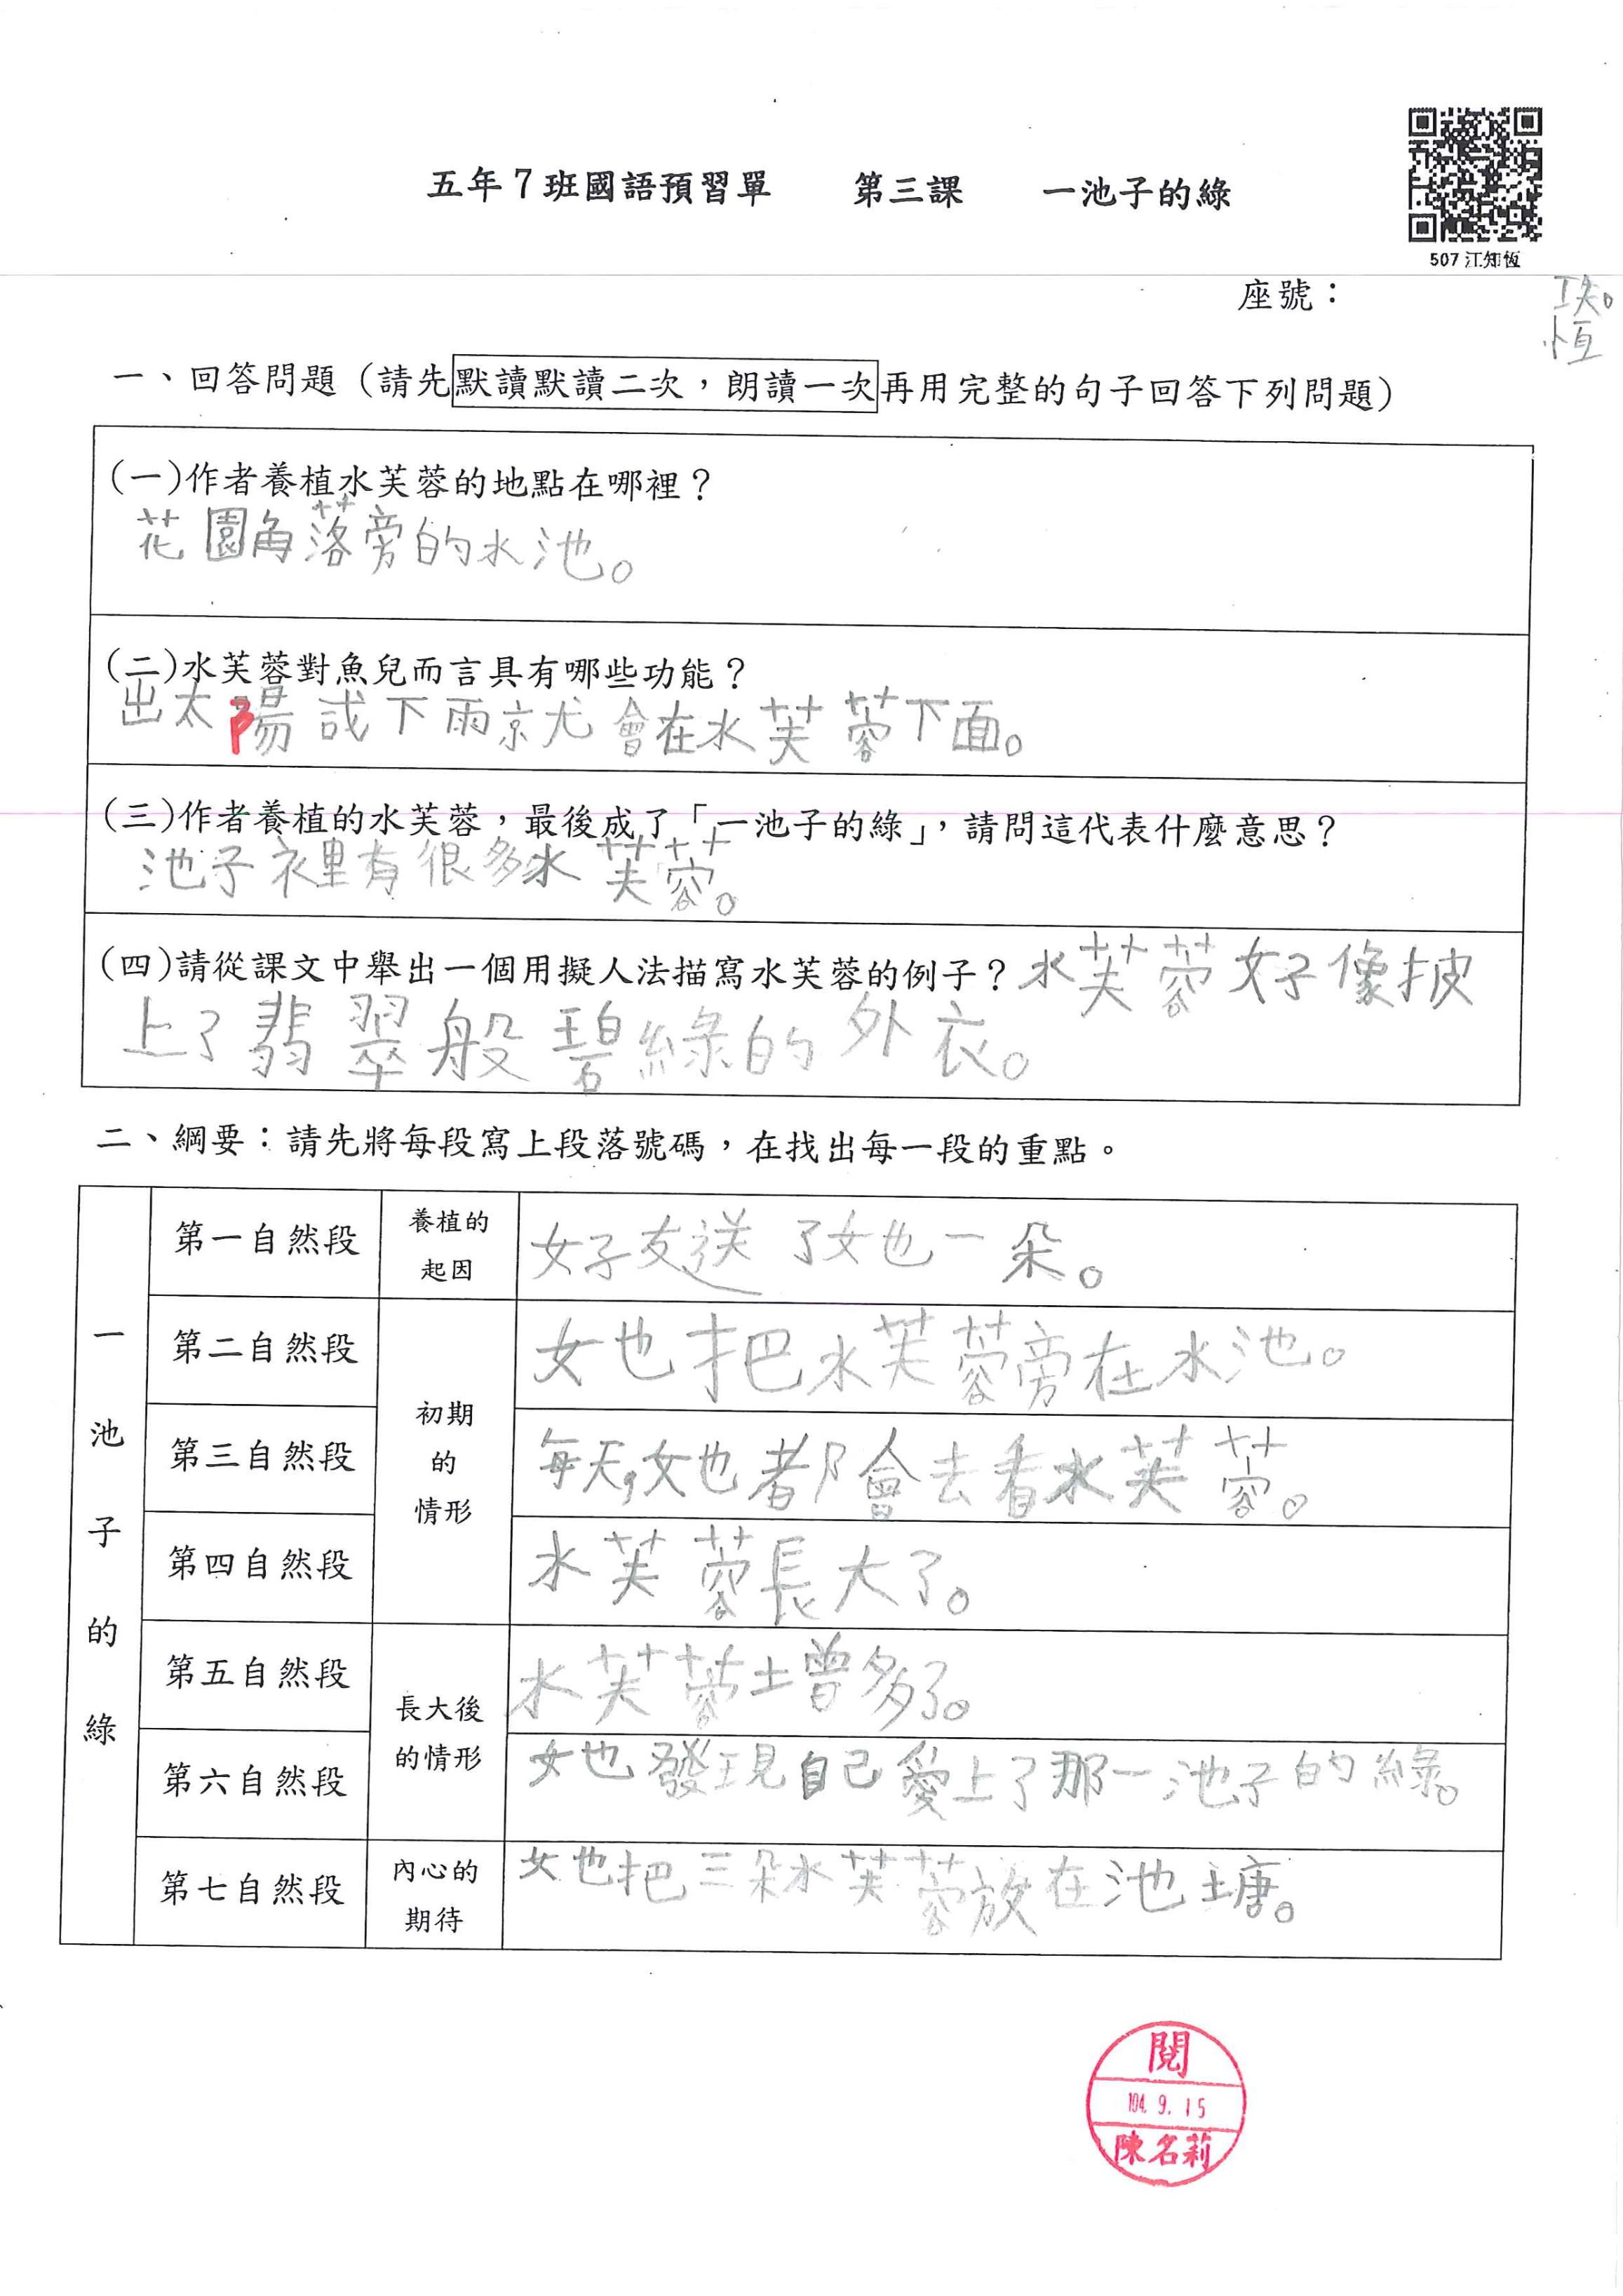 五年7班國語預習單 第三課 一池子的綠
507 江知恆
座號：
恆
一、回答問題（請先默讀默讀二次，朗讀一次再用完整的句子回答下列問題）
(一)作者養植水芙蓉的地點在哪裡？
花園角落旁的水池。
(二)水芙蓉對魚兒而言具有哪些功能？
出太陽或下雨就會在水芙蓉下面。
(三)作者養植的水芙蓉，最後成了「一池子的綠」，請問這代表什麼意思？
池子裡有很多水芙蓉。
(四)請從課文中舉出一個用擬人法描寫水芙蓉的例子？水芙蓉好像披
上了翡翠般碧綠的外衣。
二、綱要：請先將每段寫上段落號碼，在找出每一段的重點。
一池子的綠
第一自然段 養植的起因 好友送了她一朵。
第二自然段 初期的情形 她把水芙蓉旁在水池。
第三自然段 每天，她都會去看水芙蓉。
第四自然段 水芙蓉長大了。
第五自然段 長大後的情形 水芙蓉增多了。
第六自然段 她發現自己愛上了那一池子的綠。
第七自然段 內心的期待 她把三朵水芙蓉放在池塘。
閱
104. 9. 15
陳名莉